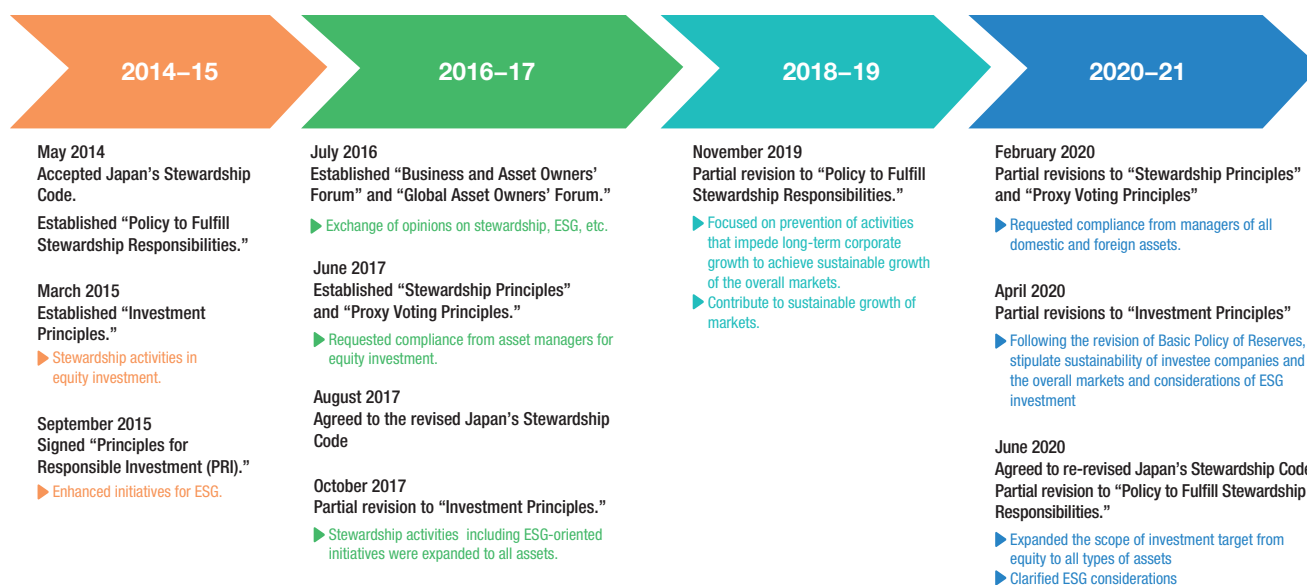 2014–15
2016–17
2018–19
2020–21
May 2014
Accepted Japan's Stewardship
Code.
Established “Policy to Fulfill
Stewardship Responsibilities.”
March 2015
Established “Investment
Principles.”
Stewardship activities in
equity investment.
September 2015
Signed “Principles for
Responsible Investment (PRI).”
Enhanced initiatives for ESG.
July 2016
Established “Business and Asset Owners’
Forum” and “Global Asset Owners’ Forum.”
Exchange of opinions on stewardship, ESG, etc.
June 2017
Established “Stewardship Principles”
and “Proxy Voting Principles.”
Requested compliance from asset managers for
equity investment.
August 2017
Agreed to the revised Japan’s Stewardship
Code
October 2017
Partial revision to “Investment Principles.”
Stewardship activities including ESG-oriented
initiatives were expanded to all assets.
November 2019
Partial revision to “Policy to Fulfill
Stewardship Responsibilities.”
Focused on prevention of activities
that impede long-term corporate
growth to achieve sustainable growth
of the overall markets.
Contribute to sustainable growth of
markets.
February 2020
Partial revisions to “Stewardship Principles”
and “Proxy Voting Principles”
Requested compliance from managers of all
domestic and foreign assets.
April 2020
Partial revisions to “Investment Principles”
Following the revision of Basic Policy of Reserves,
stipulate sustainability of investee companies and
the overall markets and considerations of ESG
investment
June 2020
Agreed to re-revised Japan’s Stewardship Code
Partial revision to “Policy to Fulfill Stewardship
Responsibilities.”
Expanded the scope of investment target from
equity to all types of assets
Clarified ESG considerations